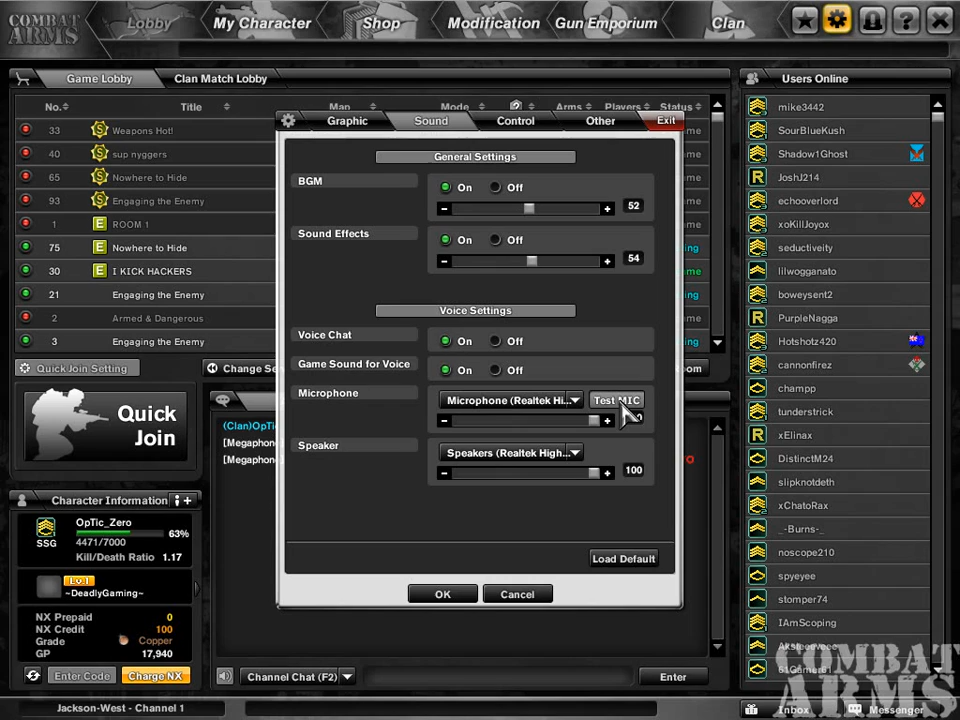 COMBAT
ARMS
Lobby
My Character
Shop
Modification
Gun Emporium
Clan
Game Lobby
Clan Match Lobby
Users Online
No.
Title
Map
Mode
Arms
Players
Status
33 Weapons Hot!
40 sup nyggers
65 Nowhere to Hide
93 Engaging the Enemy
1 E ROOM 1
75 E Nowhere to Hide
30 E I KICK HACKERS
21 Engaging the Enemy
2 Armed & Dangerous
3 Engaging the Enemy
Quick Join Setting
Change Se
Quick
Join
Graphic
Sound
Control
Other
Exit
General Settings
BGM
On
Off
52
Sound Effects
On
Off
54
Voice Settings
Voice Chat
On
Off
Game Sound for Voice
On
Off
Microphone
Microphone (Realtek Hi...
Test MIC
Speaker
Speakers (Realtek High...
100
Load Default
OK
Cancel
(Clan)OpTi
[Megaphon
[Megaphon
Character Information
OpTic_Zero
63%
SSG
4471/7000
Kill/Death Ratio 1.17
Lv.1
~DeadlyGaming~
NX Prepaid 0
NX Credit 100
Grade Copper
GP 17,940
Enter Code
Charge NX
Channel Chat (F2)
Enter
Jackson-West - Channel 1
mike3442
SourBlueKush
Shadow1Ghost
R JoshJ214
echooverlord
xoKillJoyox
seductiveity
lilwogganato
boweysent2
R PurpleNagga
Hotshotz420
cannonfirez
champp
tunderstrick
R xElinax
DistinctM24
slipknotdeth
xChatoRax
_-Burns-_
noscope210
spyeyee
stomper74
IAmScoping
Inbox
Messenger
COMBAT
ARMS